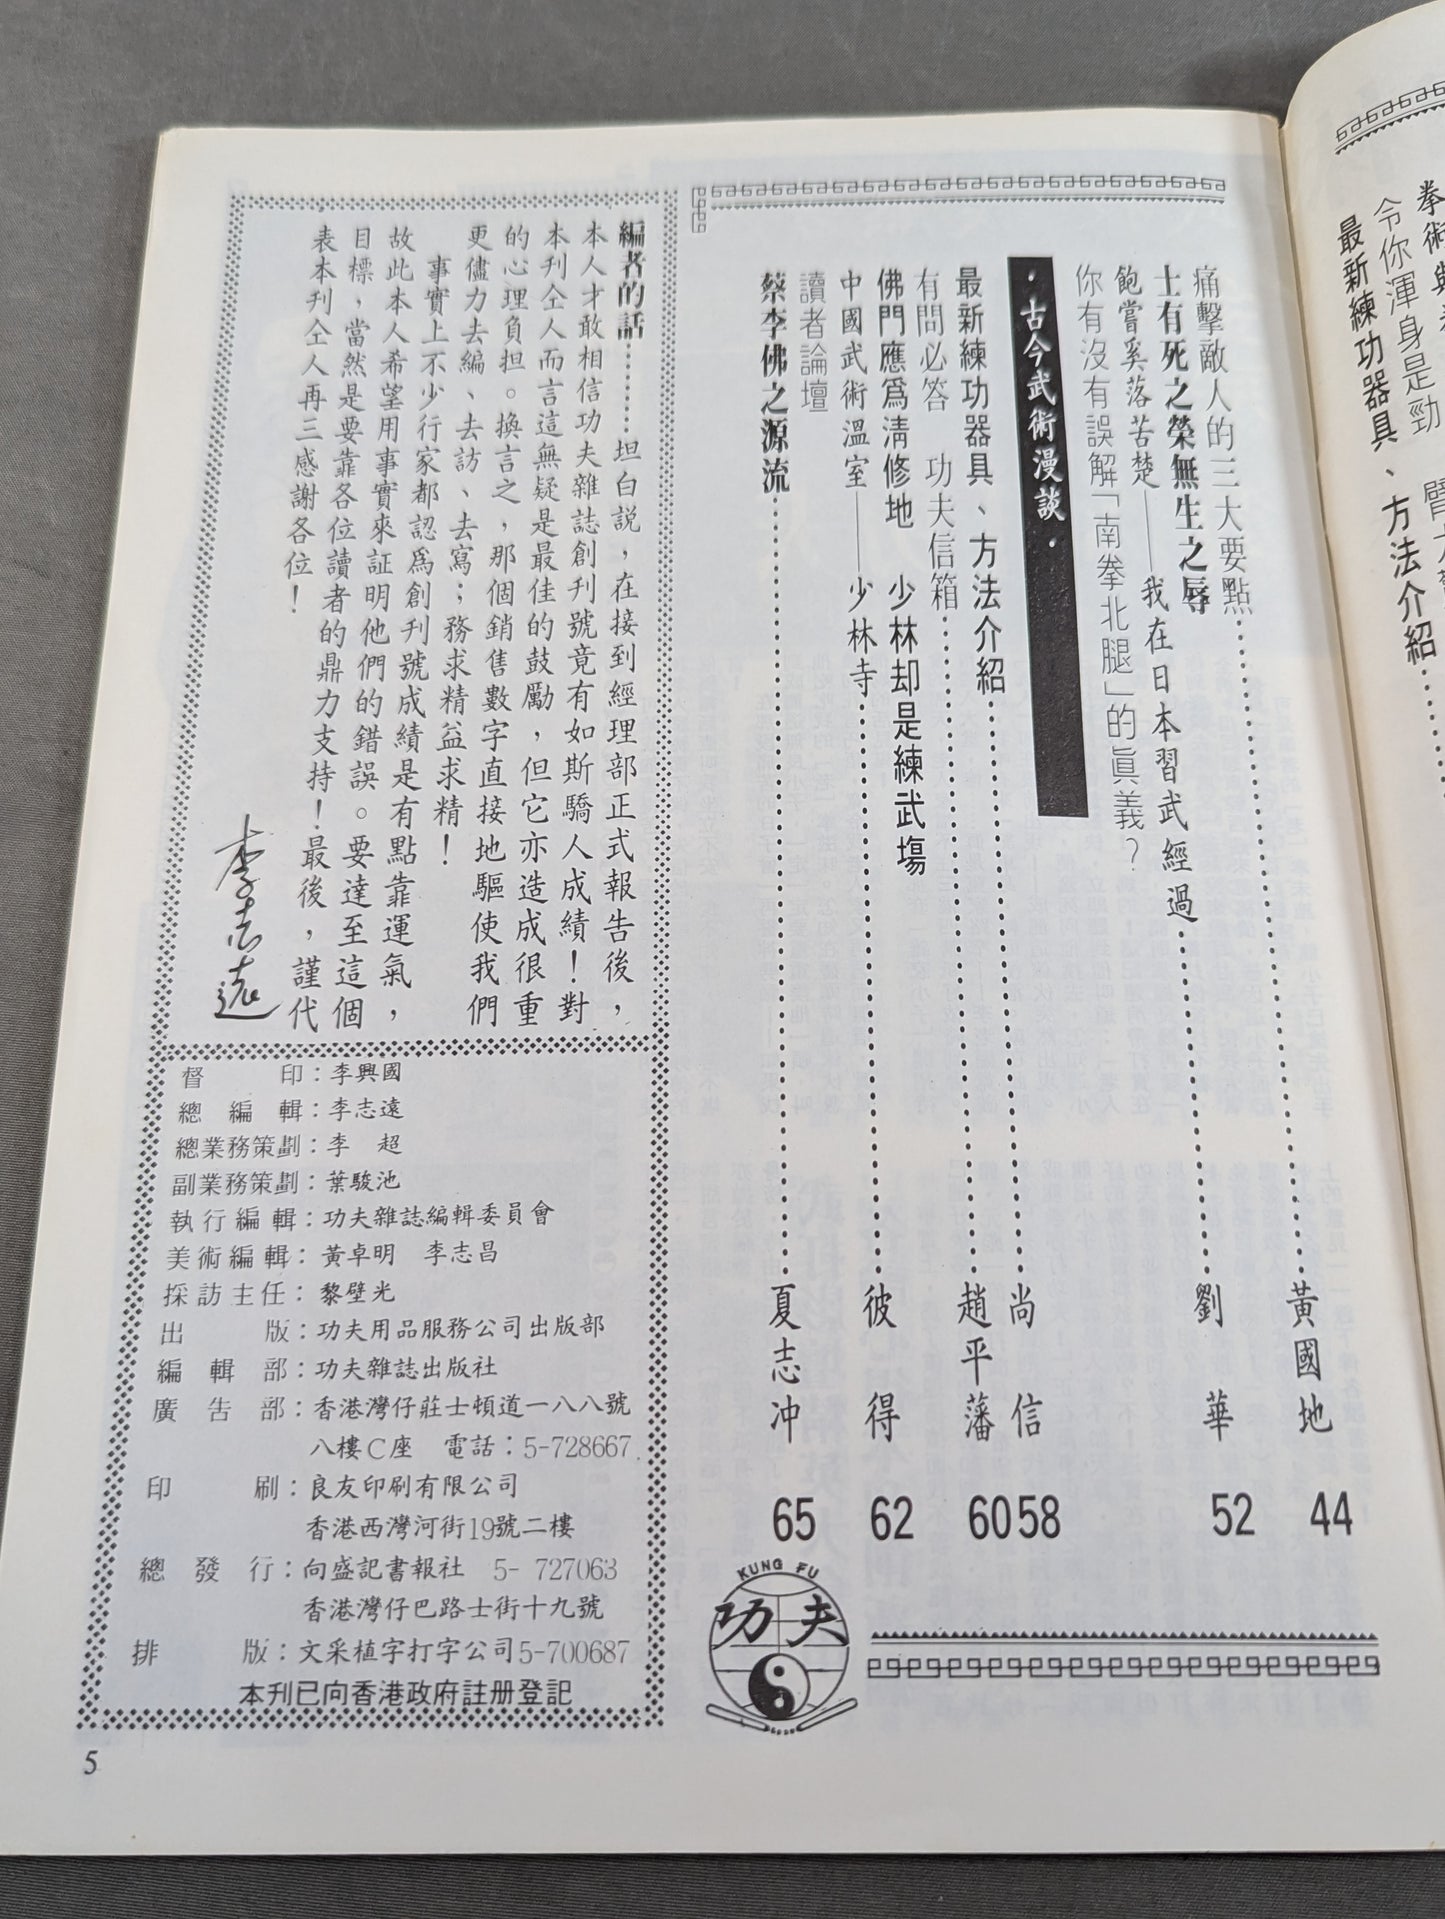 拳術與
令你渾身是勁
最新練功器具、方法介紹
痛擊敵人的三大要點 黃國地 44
士有死之榮無生之辱
飽嘗奚落苦楚——我在日本習武經過 劉華 52
你有沒有誤解「南拳北腿」的眞義？
·古今武術漫談·
最新練功器具、方法介紹 尚信 58
有問必答 功夫信箱 趙平藩 60
佛門應爲淸修地 少林却是練武塲
中國武術溫室——少林寺 彼得 62
讀者論壇
蔡李佛之源流 夏志冲 65
KUNG FU
功夫
編者的話……坦白説，在接到經理部正式報告後，
本人才敢相信功夫雜誌創刊號竟有如斯驕人成績！對
本刊仝人而言這無疑是最佳的鼓勵，但它亦造成很重
的心理負担。換言之，那個銷售數字直接地驅使我們
更儘力去編、去訪、去寫；務求精益求精！
事實上不少行家都認爲創刊號成績是有點靠運氣，
故此本人希望用事實來証明他們的錯誤。要達至這個
目標，當然是要靠各位讀者的鼎力支持！最後，謹代
表本刊仝人再三感謝各位！
李志遠
督印：李興國
總編輯：李志遠
總業務策劃：李 超
副業務策劃：葉駿池
執行編輯：功夫雜誌編輯委員會
美術編輯：黃卓明 李志昌
採訪主任：黎壁光
出版：功夫用品服務公司出版部
編輯部：功夫雜誌出版社
廣告部：香港灣仔莊士頓道一八八號
八樓C座 電話：5-728667
印刷：良友印刷有限公司
香港西灣河街19號二樓
總發行：向盛記書報社 5- 727063
香港灣仔巴路士街十九號
排版：文采植字打字公司5-700687
本刊已向香港政府註册登記
5